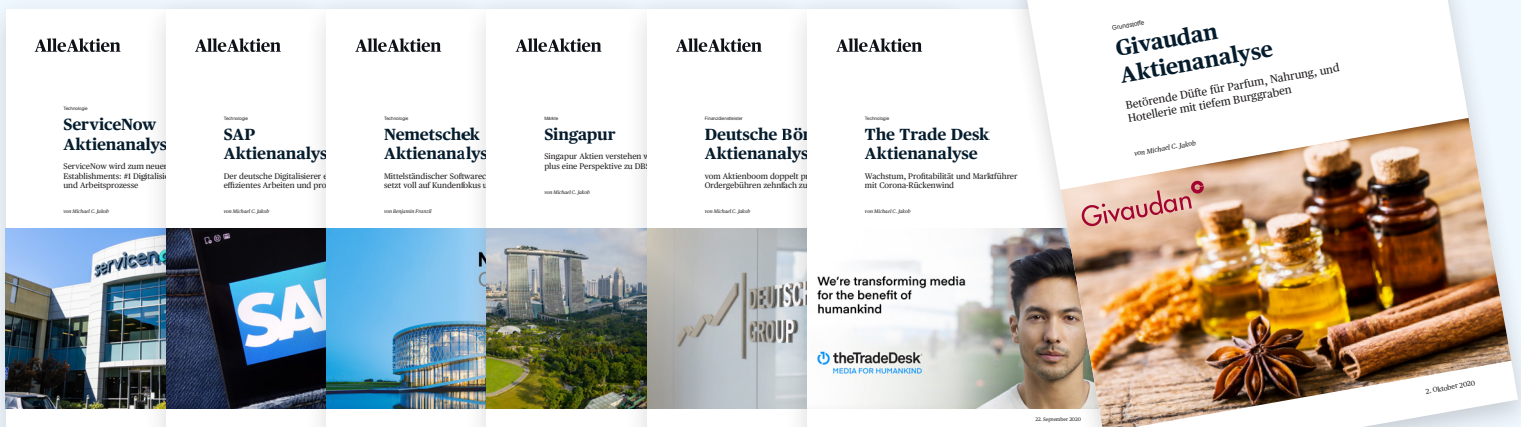 AlleAktien
Technologie
ServiceNow
Aktienanalys
ServiceNow wird zum neuen
Establishments: #1 Digitalisie
und Arbeitsprozesse
von Michael C. Jakob
servicen
AlleAktien
Technologie
SAP
Aktienanalys
Der deutsche Digitalisierer e
effizientes Arbeiten und pro
von Michael C. Jakob
SAP
AlleAktien
Technologie
Nemetschek
Aktienanalys
Mittelständischer Softwarec
setzt voll auf Kundenfokus u
von Benjamin Franzil
AlleAktien
Märkte
Singapur
Singapur Aktien verstehen w
plus eine Perspektive zu DBS
von Michael C. Jakob
AlleAktien
Finanzdienstleister
Deutsche Bör
Aktienanalys
vom Aktienboom doppelt pr
Ordergebühren zehnfach zu
von Michael C. Jakob
DEUTSCH
GROUP
AlleAktien
Technologie
The Trade Desk
Aktienanalyse
Wachstum, Profitabilität und Marktführer
mit Corona-Rückenwind
von Michael C. Jakob
We're transforming media
for the benefit of
humankind
theTradeDesk
MEDIA FOR HUMANKIND
22. September 2020
Grundstoffe
Givaudan
Aktienanalyse
Betörende Düfte für Parfum, Nahrung, und
Hotellerie mit tiefem Burggraben
von Michael C. Jakob
Givaudan
2. Oktober 2020